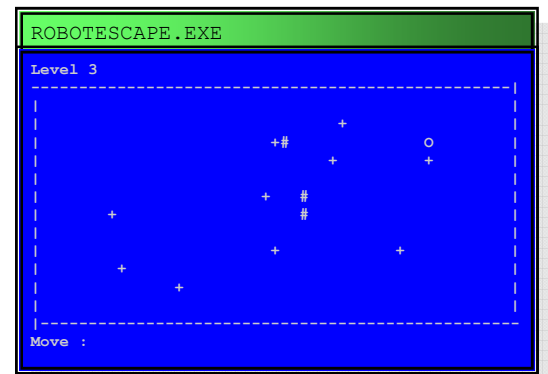 ROBOTESCAPE.EXE
Level 3
--------------------------------------------------|
|                                                 |
|                               +                 |
|                        +#              o        |
|                              +         +        |
|                                                 |
|                       +   #                     |
|       +                   #                     |
|                                                 |
|                        +            +           |
|        +                                        |
|              +                                  |
|                                                 |
|--------------------------------------------------
Move :